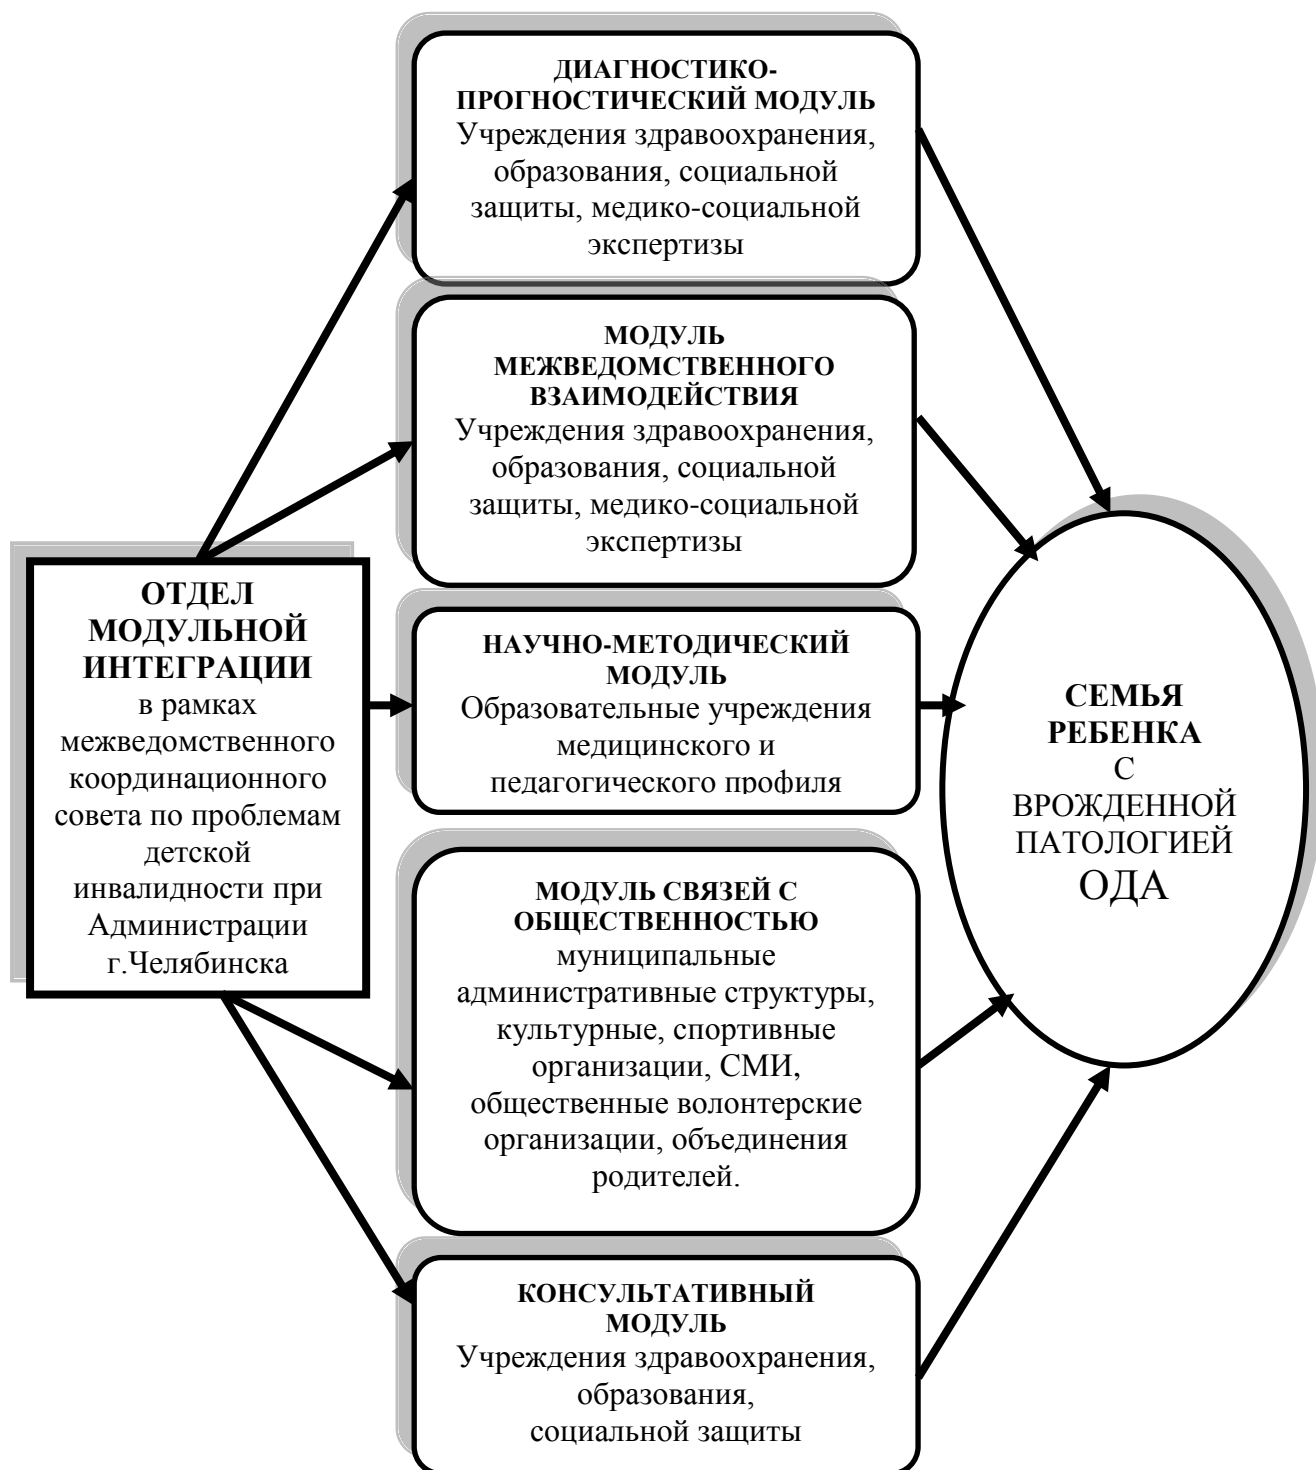 ДИАГНОСТИКО-
ПРОГНОСТИЧЕСКИЙ МОДУЛЬ
Учреждения здравоохранения,
образования, социальной
защиты, медико-социальной
экспертизы
МОДУЛЬ
МЕЖВЕДОМСТВЕННОГО
ВЗАИМОДЕЙСТВИЯ
Учреждения здравоохранения,
образования, социальной
защиты, медико-социальной
экспертизы
ОТДЕЛ
МОДУЛЬНОЙ
ИНТЕГРАЦИИ
в рамках
межведомственного
координационного
совета по проблемам
детской
инвалидности при
Администрации
г.Челябинска
НАУЧНО-МЕТОДИЧЕСКИЙ
МОДУЛЬ
Образовательные учреждения
медицинского и
педагогического профиля
СЕМЬЯ
РЕБЕНКА
С
ВРОЖДЕННОЙ
ПАТОЛОГИЕЙ
ОДА
МОДУЛЬ СВЯЗЕЙ С
ОБЩЕСТВЕННОСТЬЮ
муниципальные
административные структуры,
культурные, спортивные
организации, СМИ,
общественные волонтерские
организации, объединения
родителей.
КОНСУЛЬТАТИВНЫЙ
МОДУЛЬ
Учреждения здравоохранения,
образования,
социальной защиты